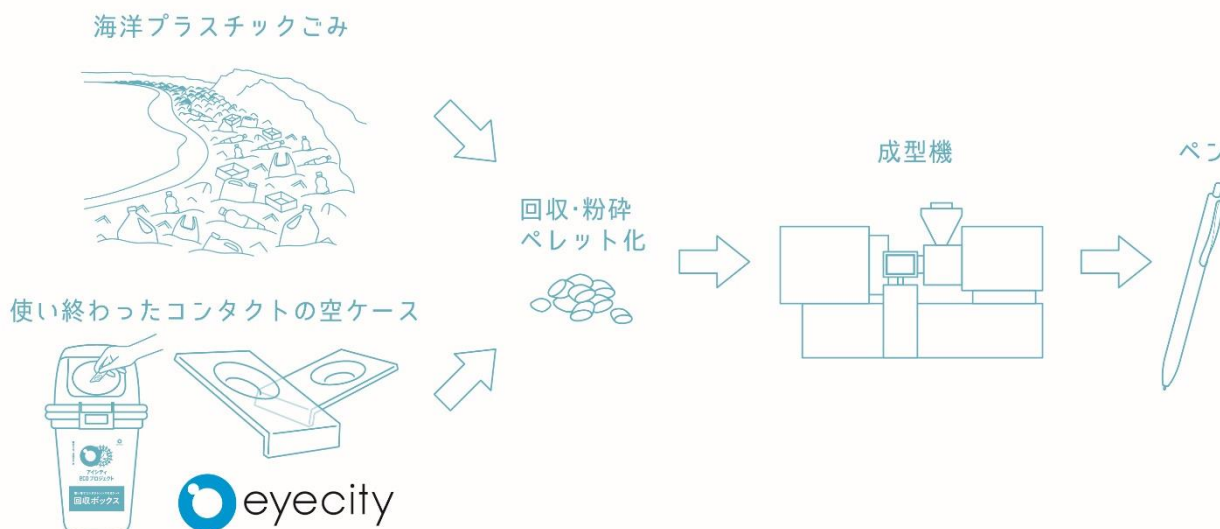 海洋プラスチックごみ
成型機
ペン
回収・粉砕
ペレット化
使い終わったコンタクトの空ケース
アイシティ
ECOプロジェクト
回収ボックス
eyecity